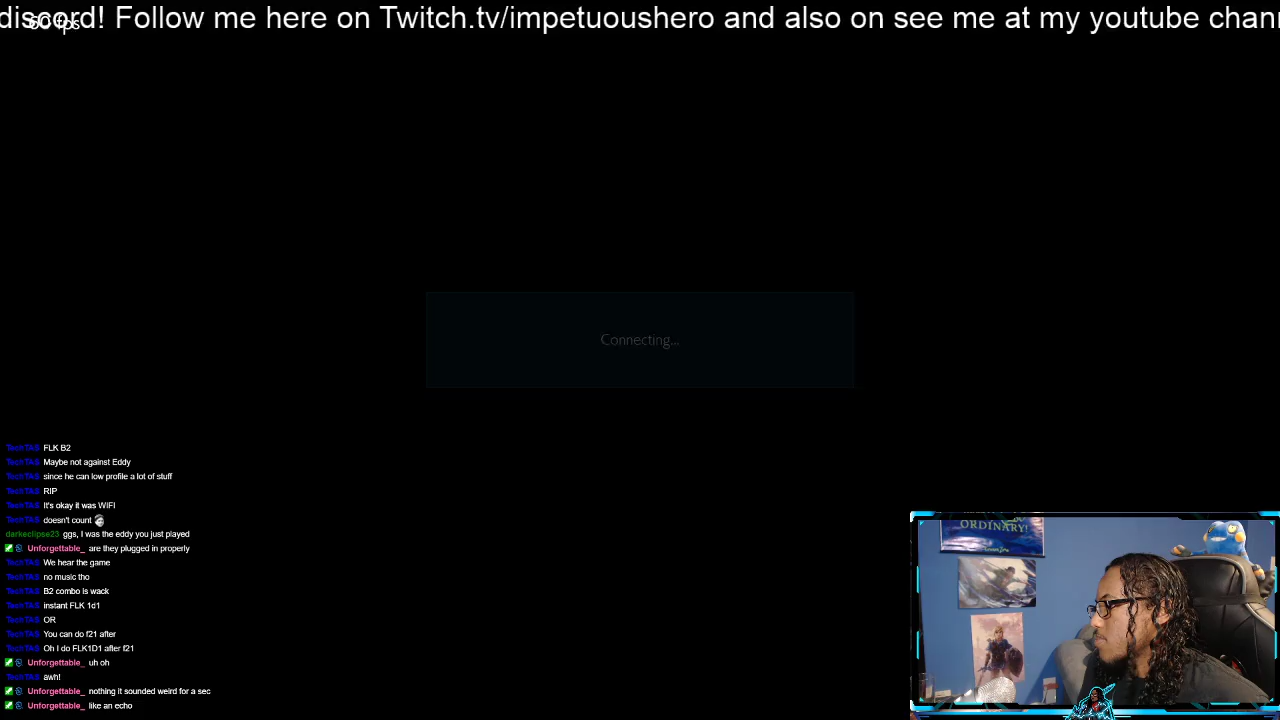 discord! Follow me here on Twitch.tv/impetuoushero and also on see me at my youtube chan
60 fps
Connecting...
TechTAS FLK B2
TechTAS Maybe not against Eddy
TechTAS since he can low profile a lot of stuff
TechTAS RIP
TechTAS It's okay it was WIFI
TechTAS doesn't count
darkeclipse23 ggs, I was the eddy you just played
Unforgettable_ are they plugged in properly
TechTAS We hear the game
TechTAS no music tho
TechTAS B2 combo is wack
TechTAS instant FLK 1d1
TechTAS OR
TechTAS You can do f21 after
TechTAS Oh I do FLK1D1 after f21
Unforgettable_ uh oh
TechTAS awh!
Unforgettable_ nothing it sounded weird for a sec
Unforgettable_ like an echo
ORDINARY!